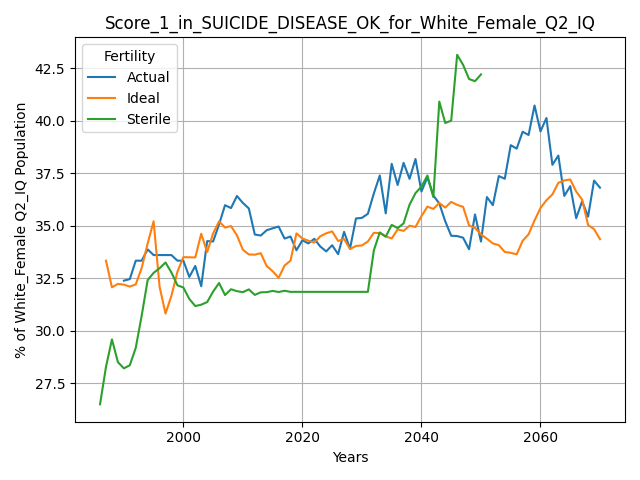 Score_1_in_SUICIDE_DISEASE_OK_for_White_Female_Q2_IQ
Fertility
Actual
Ideal
Sterile
% of White_Female Q2_IQ Population
42.5
40.0
37.5
35.0
32.5
30.0
27.5
2000
2020
2040
2060
Years